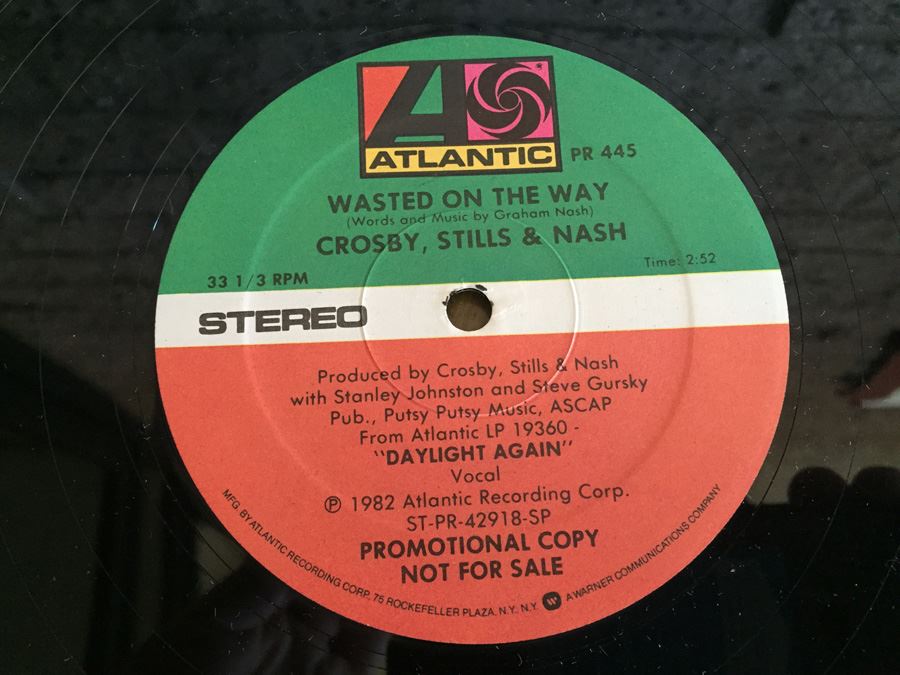 ATLANTIC
PR 445
WASTED ON THE WAY
(Words and Music by Graham Nash)
CROSBY, STILLS & NASH
Time: 2:52
33 1/3 RPM
STEREO
Produced by Crosby, Stills & Nash
with Stanley Johnston and Steve Gursky
Pub., Putsy Putsy Music, ASCAP
From Atlantic LP 19360 -
"DAYLIGHT AGAIN"
Vocal
℗ 1982 Atlantic Recording Corp.
ST-PR-42918-SP
PROMOTIONAL COPY
NOT FOR SALE
MFG. BY ATLANTIC RECORDING CORP., 75 ROCKEFELLER PLAZA, N.Y. N.Y. A WARNER COMMUNICATIONS COMPANY